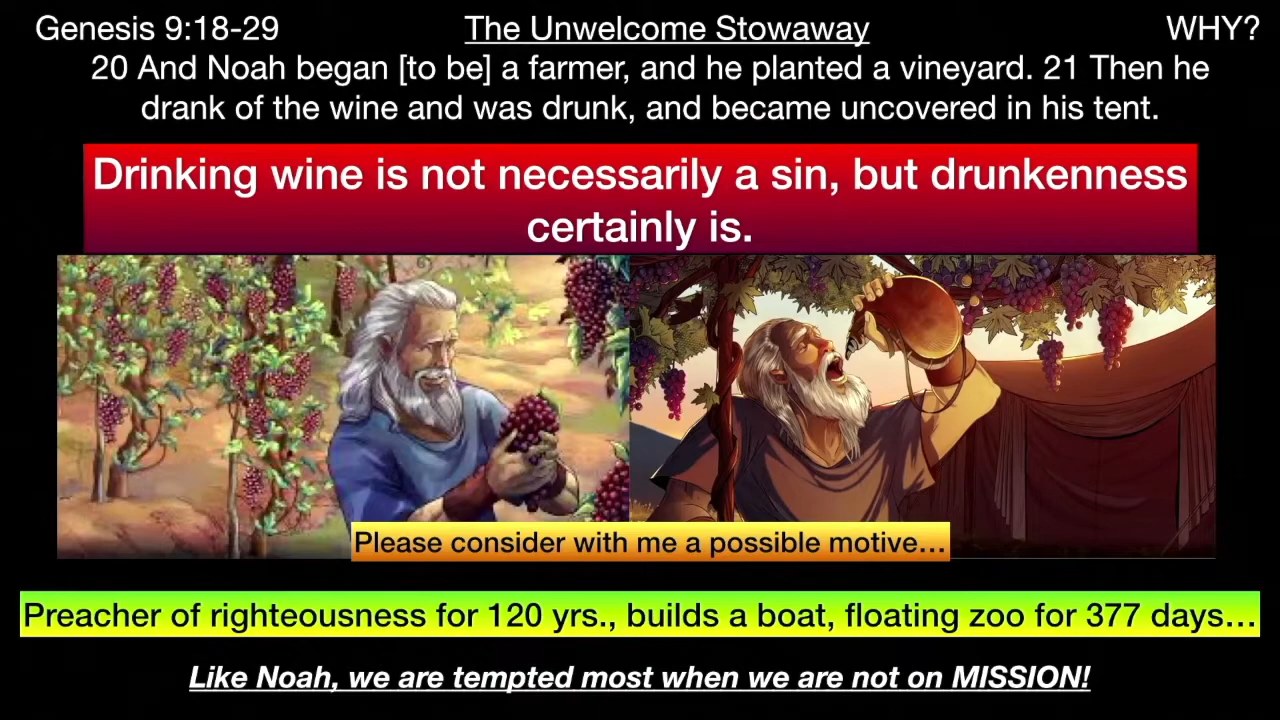 Genesis 9:18-29
The Unwelcome Stowaway
WHY?
20 And Noah began [to be] a farmer, and he planted a vineyard. 21 Then he
drank of the wine and was drunk, and became uncovered in his tent.
Drinking wine is not necessarily a sin, but drunkenness
certainly is.
Please consider with me a possible motive...
Preacher of righteousness for 120 yrs., builds a boat, floating zoo for 377 days...
Like Noah, we are tempted most when we are not on MISSION!